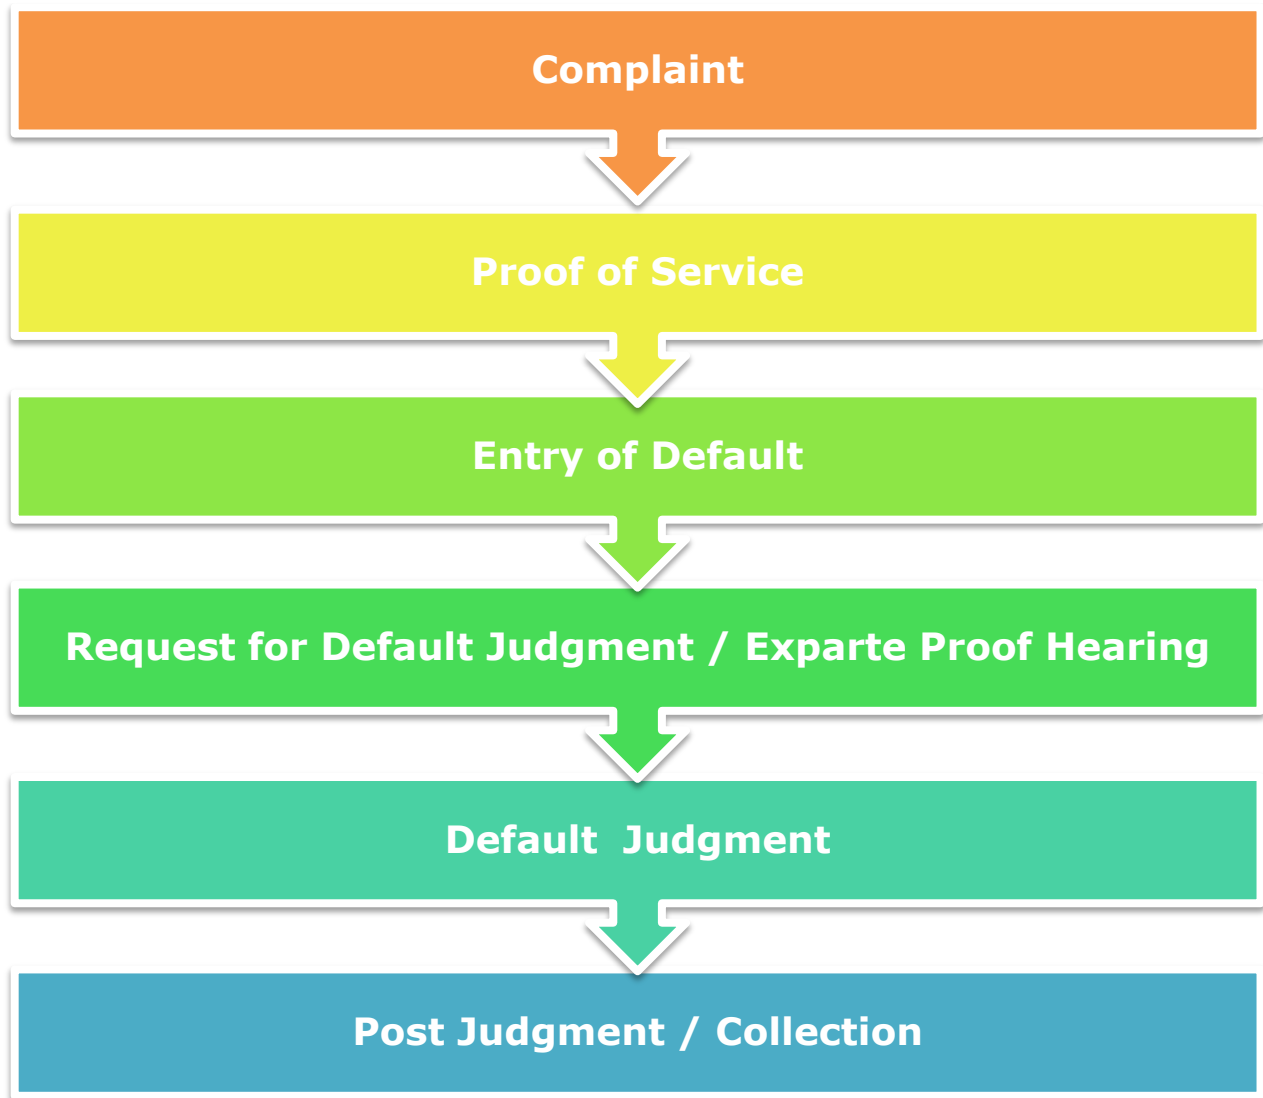 Complaint
Proof of Service
Entry of Default
Request for Default Judgment / Exparte Proof Hearing
Default  Judgment
Post Judgment / Collection